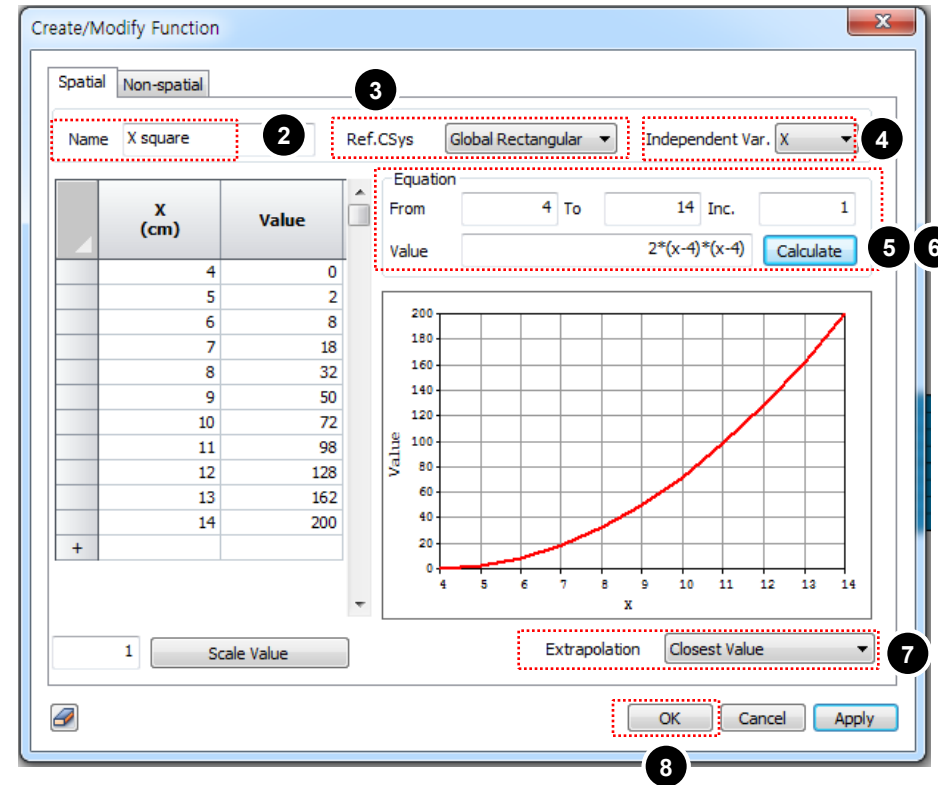 Create/Modify Function
Spatial Non-spatial
3
Name X square 2 Ref.CSys Global Rectangular Independent Var. X 4
Equation
X (cm) Value
From 4 To 14 Inc. 1
Value 2*(x-4)*(x-4) Calculate 5 6
4 0
5 2
6 8
7 18
8 32
9 50
10 72
11 98
12 128
13 162
14 200
+
200
180
160
140
120
100
80
60
40
20
0
Value
4 5 6 7 8 9 10 11 12 13 14
X
1 Scale Value Extrapolation Closest Value 7
OK Cancel Apply
8